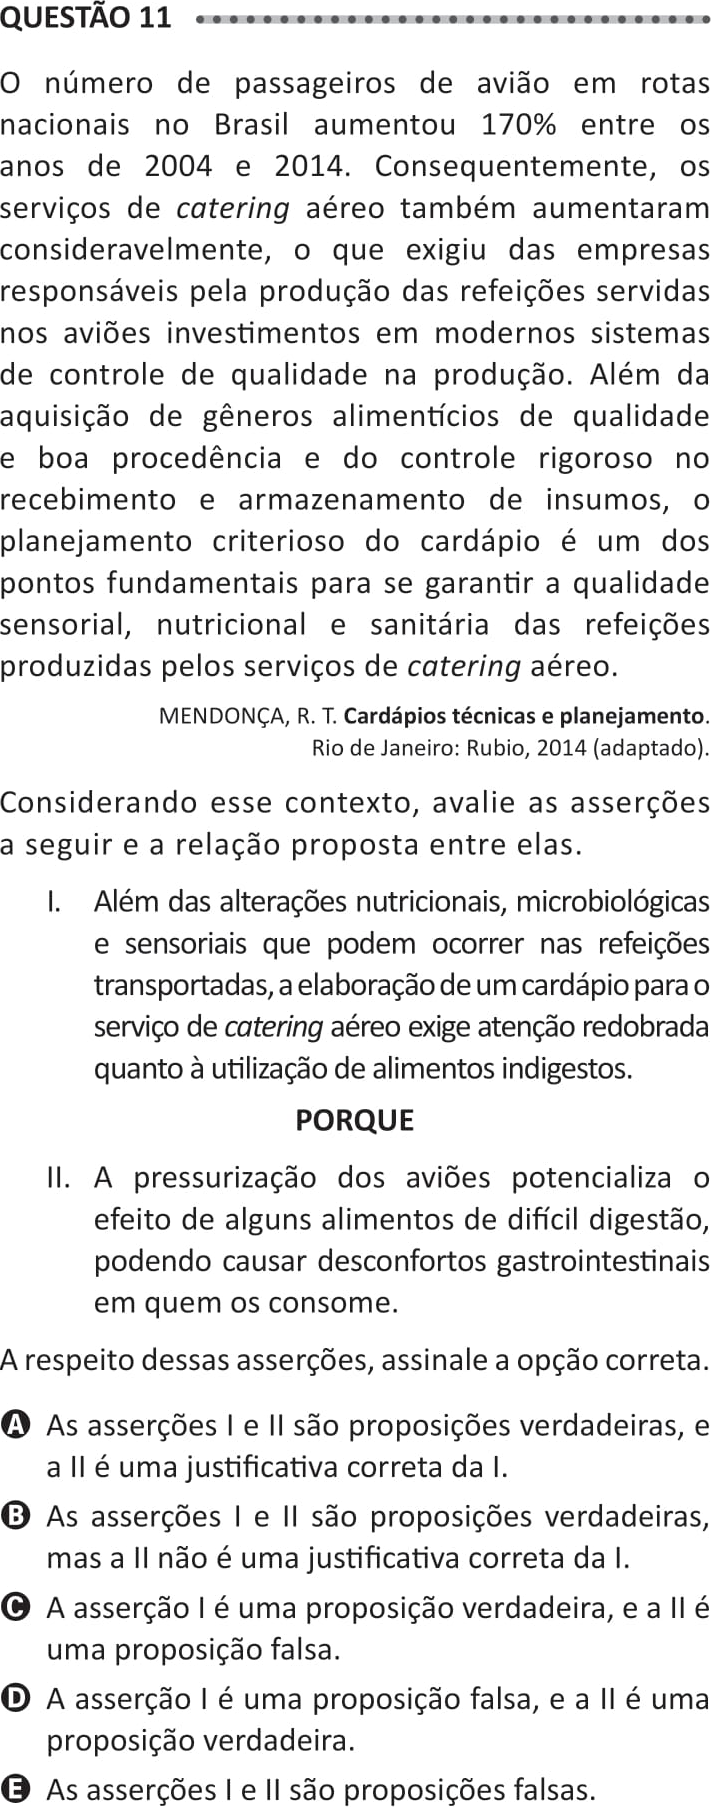 QUESTÃO 11
O número de passageiros de avião em rotas
nacionais no Brasil aumentou 170% entre os
anos de 2004 e 2014. Consequentemente, os
serviços de catering aéreo também aumentaram
consideravelmente, o que exigiu das empresas
responsáveis pela produção das refeições servidas
nos aviões investimentos em modernos sistemas
de controle de qualidade na produção. Além da
aquisição de gêneros alimentícios de qualidade
e boa procedência e do controle rigoroso no
recebimento e armazenamento de insumos, o
planejamento criterioso do cardápio é um dos
pontos fundamentais para se garantir a qualidade
sensorial, nutricional e sanitária das refeições
produzidas pelos serviços de catering aéreo.
MENDONÇA, R. T. Cardápios técnicas e planejamento.
Rio de Janeiro: Rubio, 2014 (adaptado).
Considerando esse contexto, avalie as asserções
a seguir e a relação proposta entre elas.
I. Além das alterações nutricionais, microbiológicas
e sensoriais que podem ocorrer nas refeições
transportadas, a elaboração de um cardápio para o
serviço de catering aéreo exige atenção redobrada
quanto à utilização de alimentos indigestos.
PORQUE
II. A pressurização dos aviões potencializa o
efeito de alguns alimentos de difícil digestão,
podendo causar desconfortos gastrointestinais
em quem os consome.
A respeito dessas asserções, assinale a opção correta.
A As asserções I e II são proposições verdadeiras, e
a II é uma justificativa correta da I.
B As asserções I e II são proposições verdadeiras,
mas a II não é uma justificativa correta da I.
C A asserção I é uma proposição verdadeira, e a II é
uma proposição falsa.
D A asserção I é uma proposição falsa, e a II é uma
proposição verdadeira.
E As asserções I e II são proposições falsas.